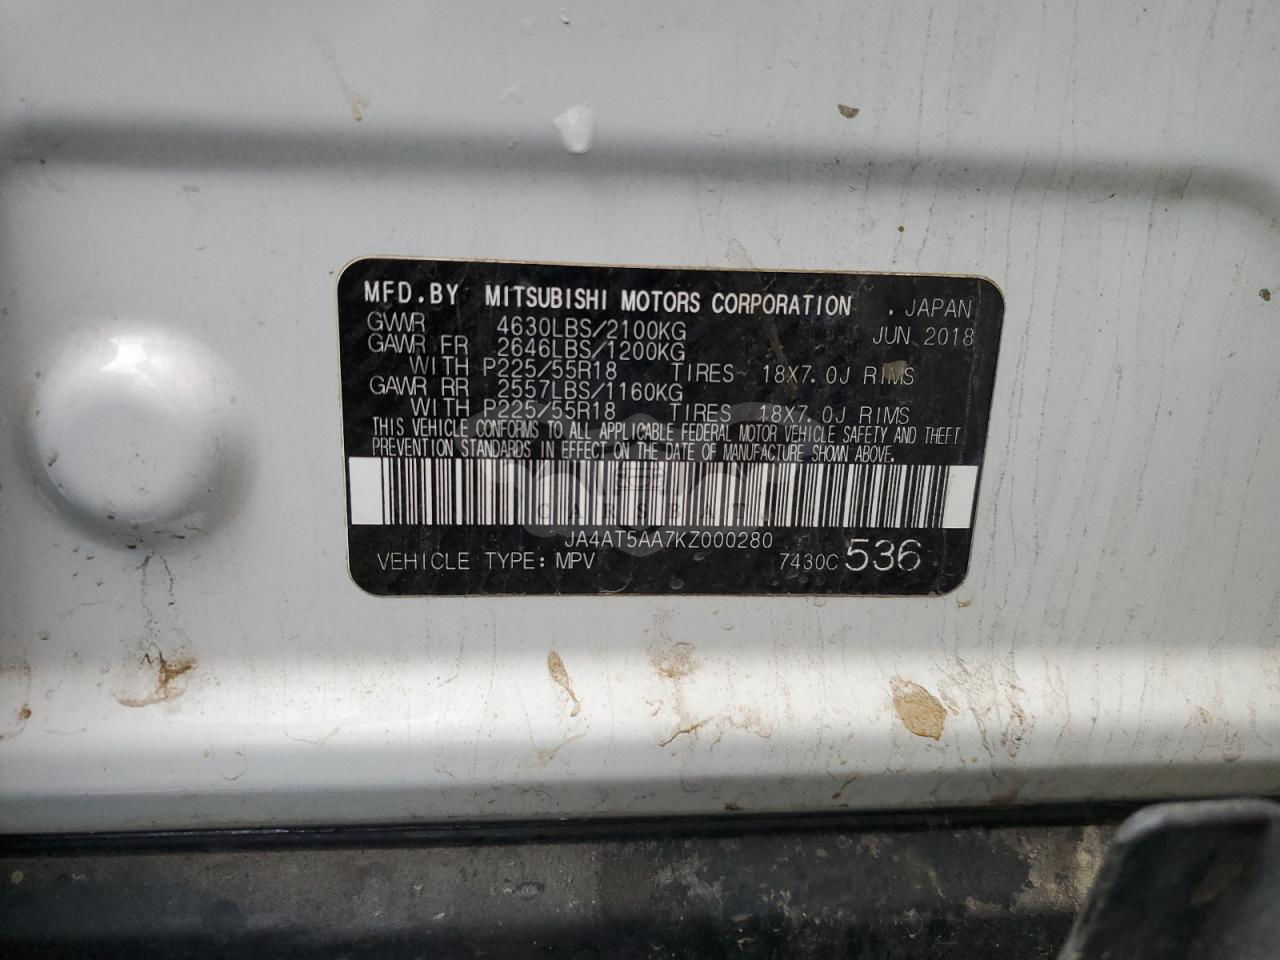 MFD.BY MITSUBISHI MOTORS CORPORATION . JAPAN
GVWR 4630LBS/2100KG JUN 2018
GAWR FR 2646LBS/1200KG
WITH P225/55R18 TIRES 18X7.0J RIMS
GAWR RR 2557LBS/1160KG
WITH P225/55R18 TIRES 18X7.0J RIMS
THIS VEHICLE CONFORMS TO ALL APPLICABLE FEDERAL MOTOR VEHICLE SAFETY AND THEFT
PREVENTION STANDARDS IN EFFECT ON THE DATE OF MANUFACTURE SHOWN ABOVE.
JA4AT5AA7KZ000280
VEHICLE TYPE: MPV 7430C 536